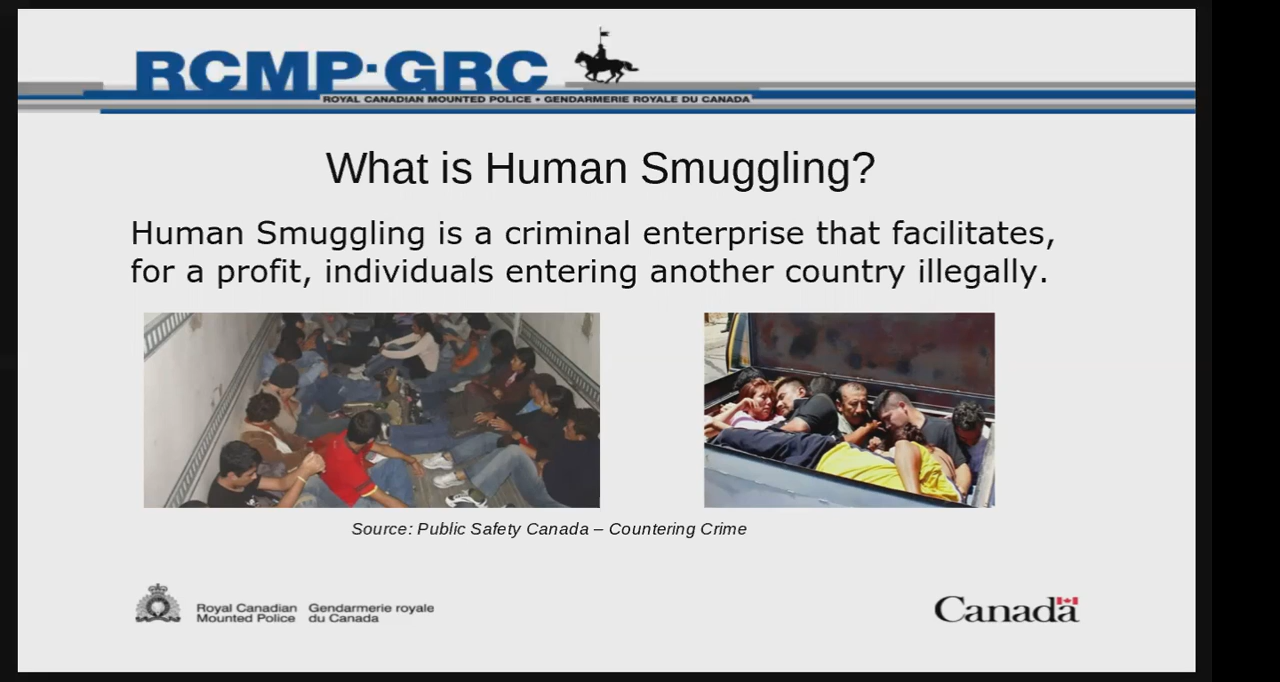 RCMP·GRC
ROYAL CANADIAN MOUNTED POLICE • GENDARMERIE ROYALE DU CANADA
What is Human Smuggling?
Human Smuggling is a criminal enterprise that facilitates,
for a profit, individuals entering another country illegally.
Source: Public Safety Canada – Countering Crime
Royal Canadian Gendarmerie royale
Mounted Police du Canada
Canada